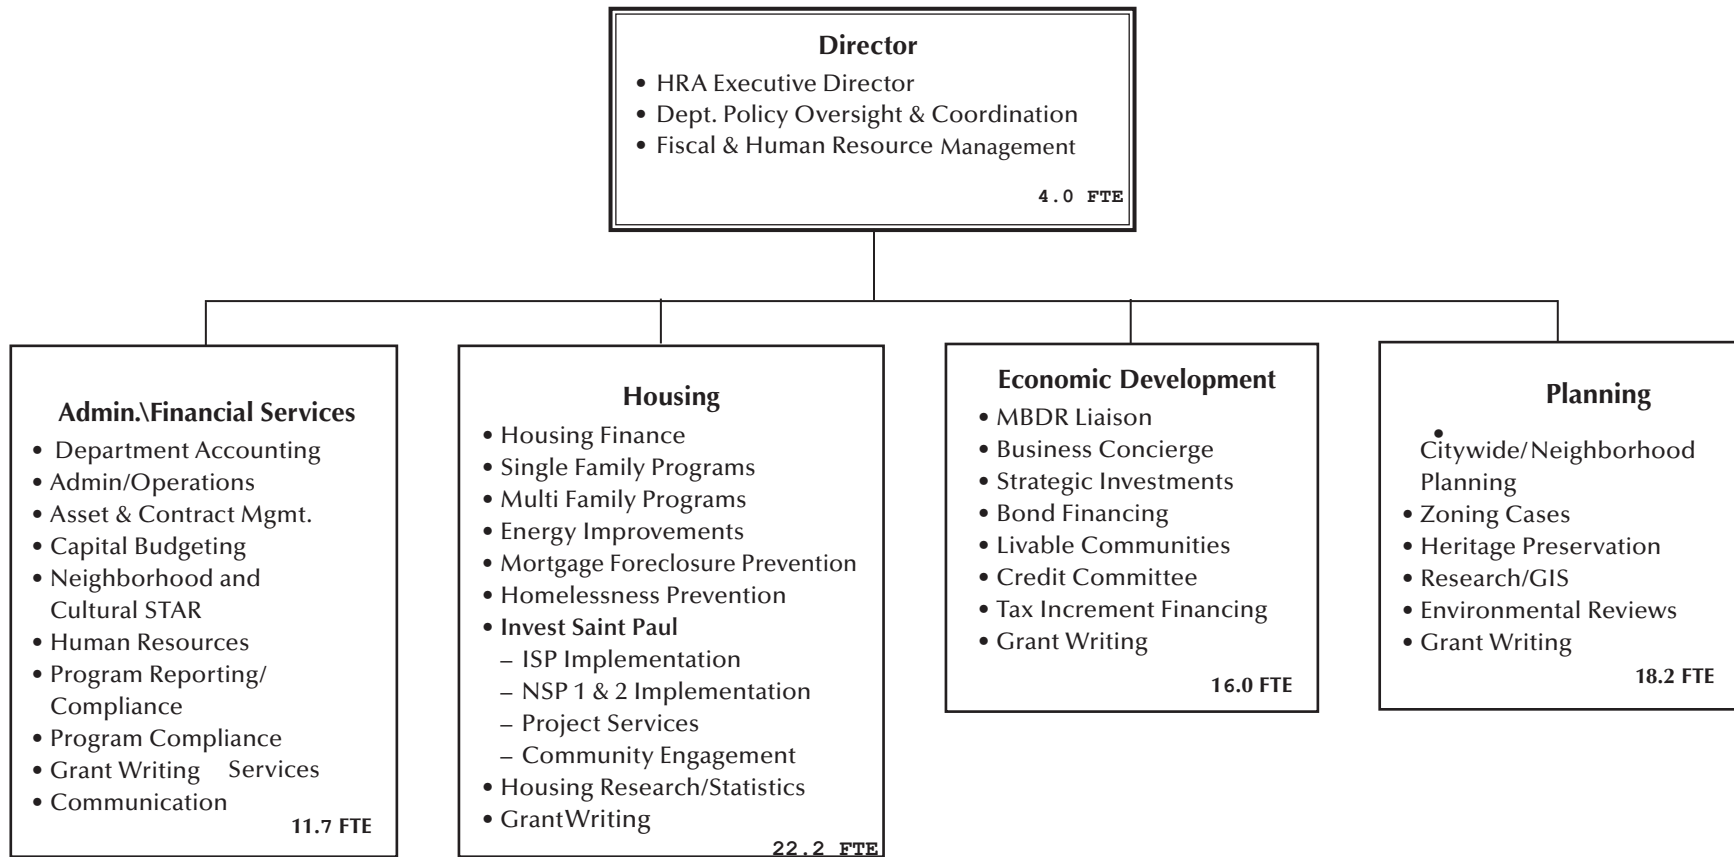 Director
• HRA Executive Director
• Dept. Policy Oversight & Coordination
• Fiscal & Human Resource Management
4.0 FTE
Admin.\Financial Services
• Department Accounting
• Admin/Operations
• Asset & Contract Mgmt.
• Capital Budgeting
• Neighborhood and
Cultural STAR
• Human Resources
• Program Reporting/
Compliance
• Program Compliance
• Grant Writing Services
• Communication
11.7 FTE
Housing
• Housing Finance
• Single Family Programs
• Multi Family Programs
• Energy Improvements
• Mortgage Foreclosure Prevention
• Homelessness Prevention
• Invest Saint Paul
– ISP Implementation
– NSP 1 & 2 Implementation
– Project Services
– Community Engagement
• Housing Research/Statistics
• GrantWriting
22.2 FTE
Economic Development
• MBDR Liaison
• Business Concierge
• Strategic Investments
• Bond Financing
• Livable Communities
• Credit Committee
• Tax Increment Financing
• Grant Writing
16.0 FTE
Planning
• Citywide/Neighborhood
Planning
• Zoning Cases
• Heritage Preservation
• Research/GIS
• Environmental Reviews
• Grant Writing
18.2 FTE